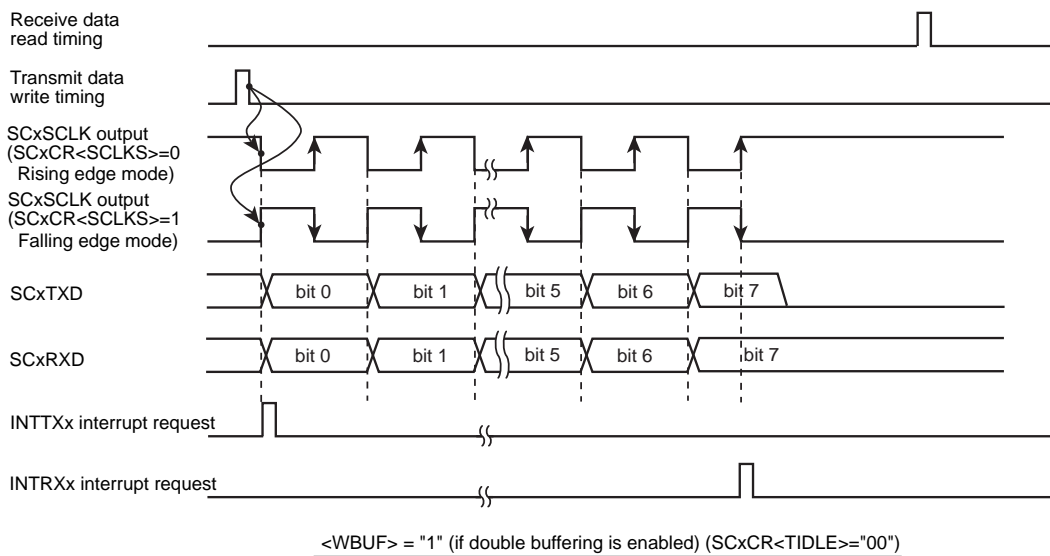 Receive data
read timing
Transmit data
write timing
SCxSCLK output
(SCxCR<SCLKS>=0
Rising edge mode)
SCxSCLK output
(SCxCR<SCLKS>=1
Falling edge mode)
SCxTXD
bit 0
bit 1
bit 5
bit 6
bit 7
SCxRXD
bit 0
bit 1
bit 5
bit 6
bit 7
INTTXx interrupt request
INTRXx interrupt request
<WBUF> = "1" (if double buffering is enabled) (SCxCR<TIDLE>="00")